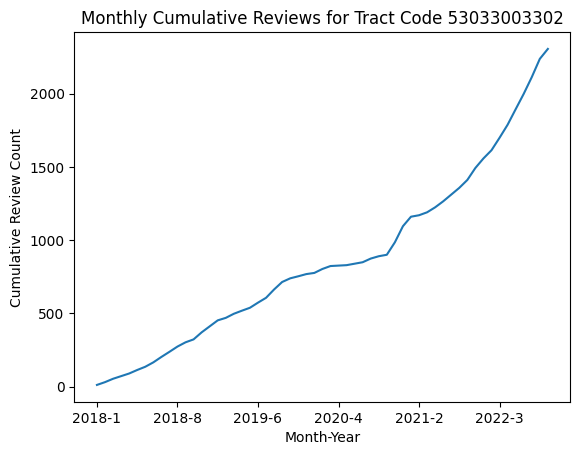 Monthly Cumulative Reviews for Tract Code 53033003302
Cumulative Review Count
2000
1500
1000
500
0
2018-1 2018-8 2019-6 2020-4 2021-2 2022-3
Month-Year